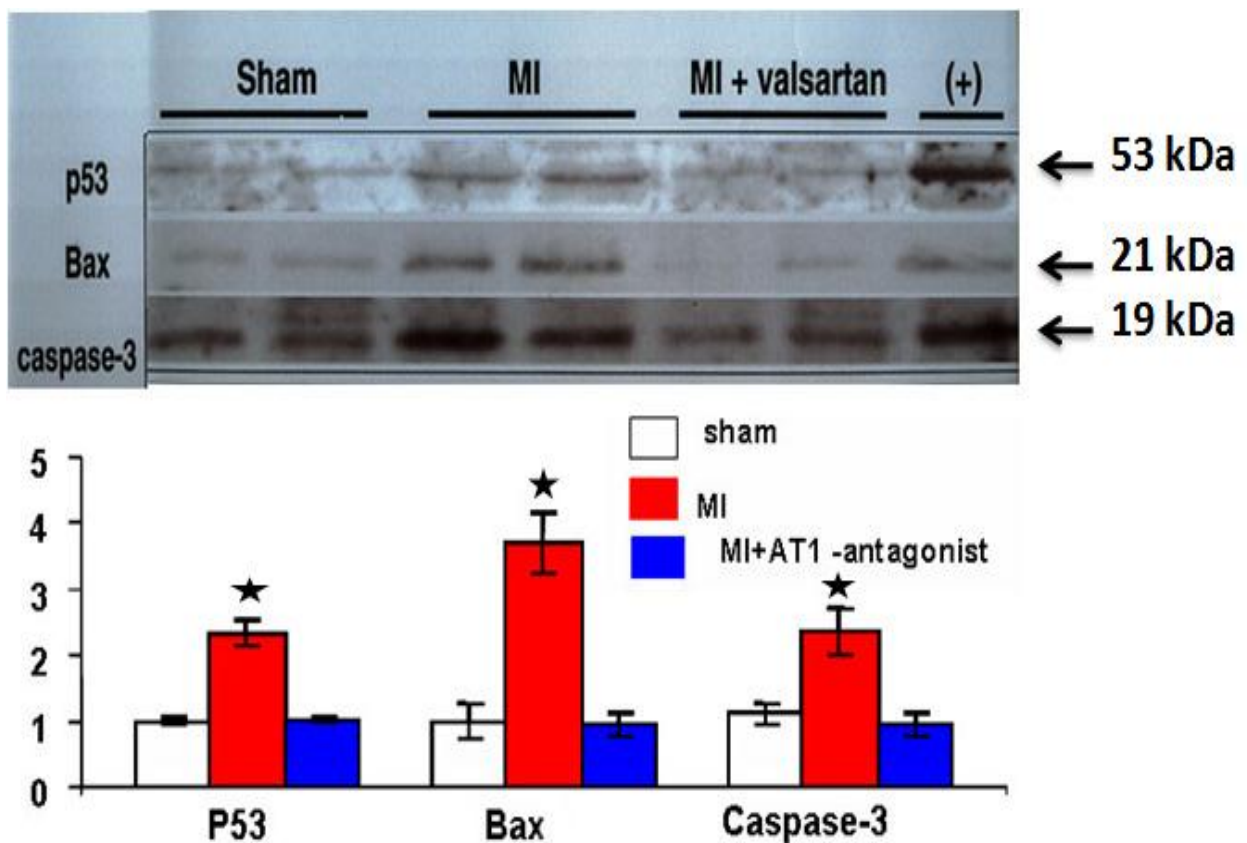 Sham MI MI + valsartan (+)
p53 53 kDa
Bax 21 kDa
caspase-3 19 kDa
sham
MI
MI+AT1 -antagonist
5
4
3
2
1
0
P53 Bax Caspase-3